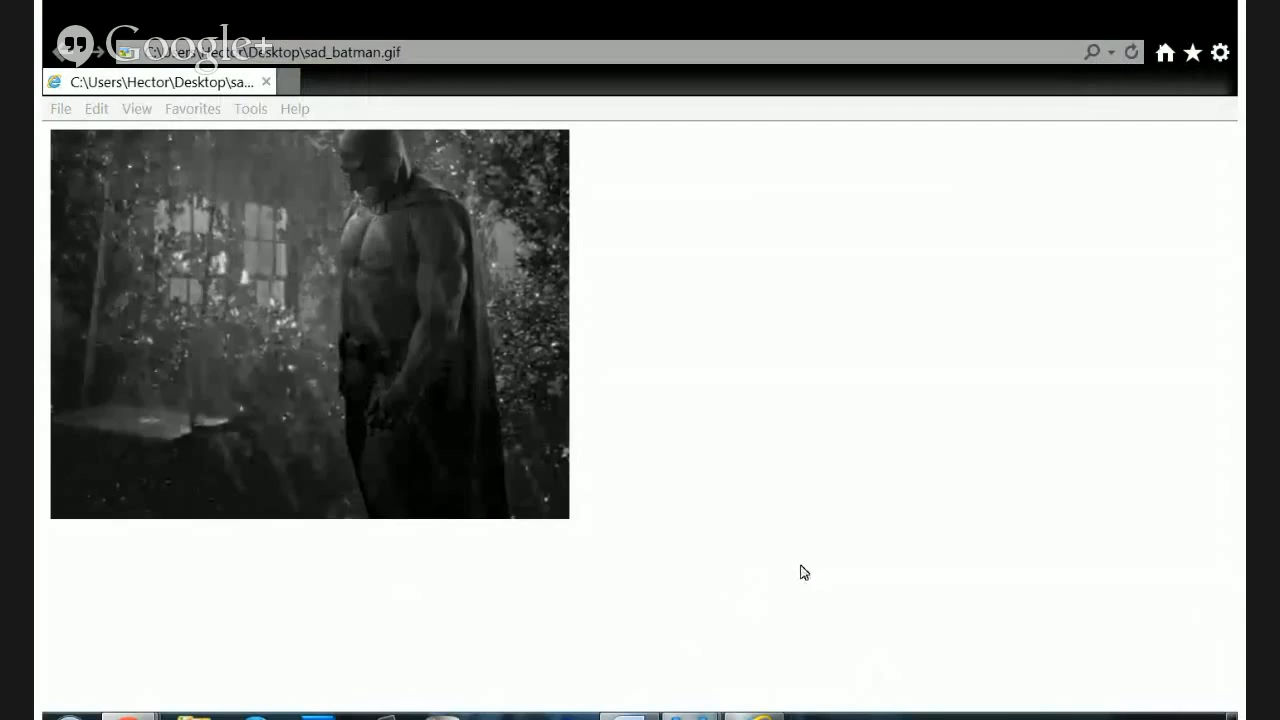 Google+
C:\Users\Hector\Desktop\sad_batman.gif
C:\Users\Hector\Desktop\sa...
File Edit View Favorites Tools Help